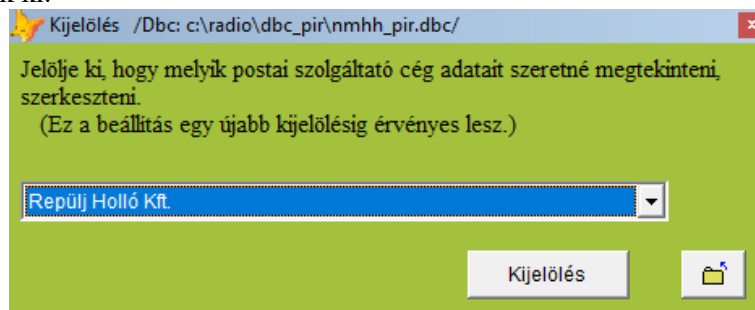 Kijelölés /Dbc: c:\radio\dbc_pir\nmhh_pir.dbc/
Jelölje ki, hogy melyik postai szolgáltató cég adatait szeretné megtekinteni,
szerkeszteni.
(Ez a beállítás egy újabb kijelölésig érvényes lesz.)
Repülj Holló Kft.
Kijelölés